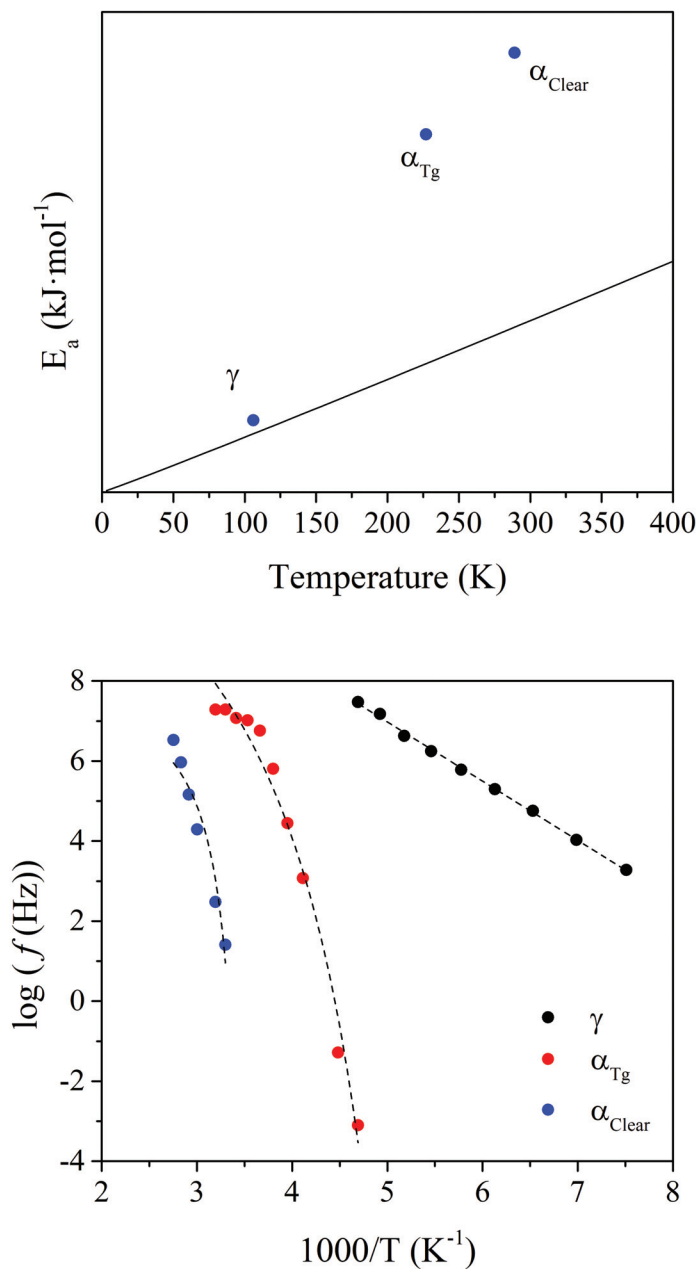 α_Clear
α_Tg
γ
E_a (kJ·mol⁻¹)
0 50 100 150 200 250 300 350 400
Temperature (K)
8
6
4
2
0
-2
-4
log (f (Hz))
γ
α_Tg
α_Clear
2 3 4 5 6 7 8
1000/T (K⁻¹)